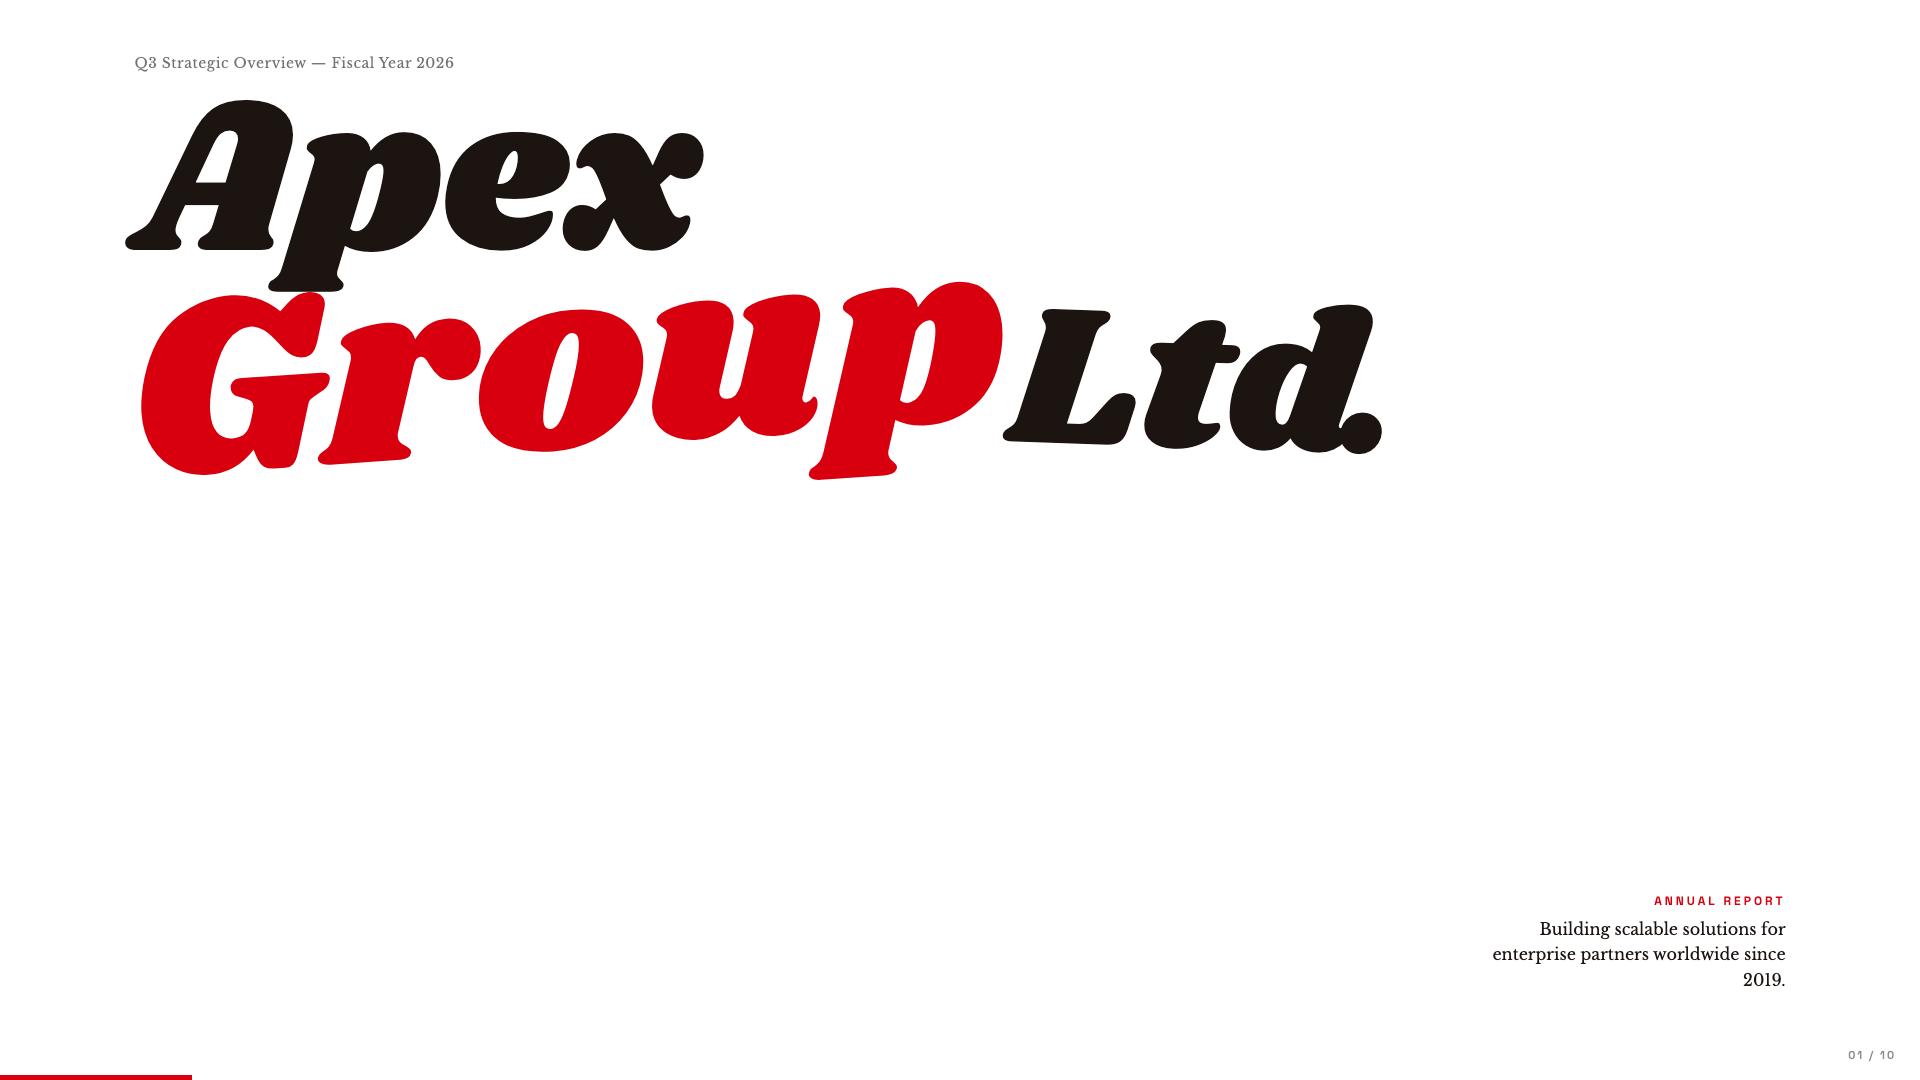 Q3 Strategic Overview — Fiscal Year 2026
Apex
Group Ltd.
ANNUAL REPORT
Building scalable solutions for
enterprise partners worldwide since
2019.
01 / 10